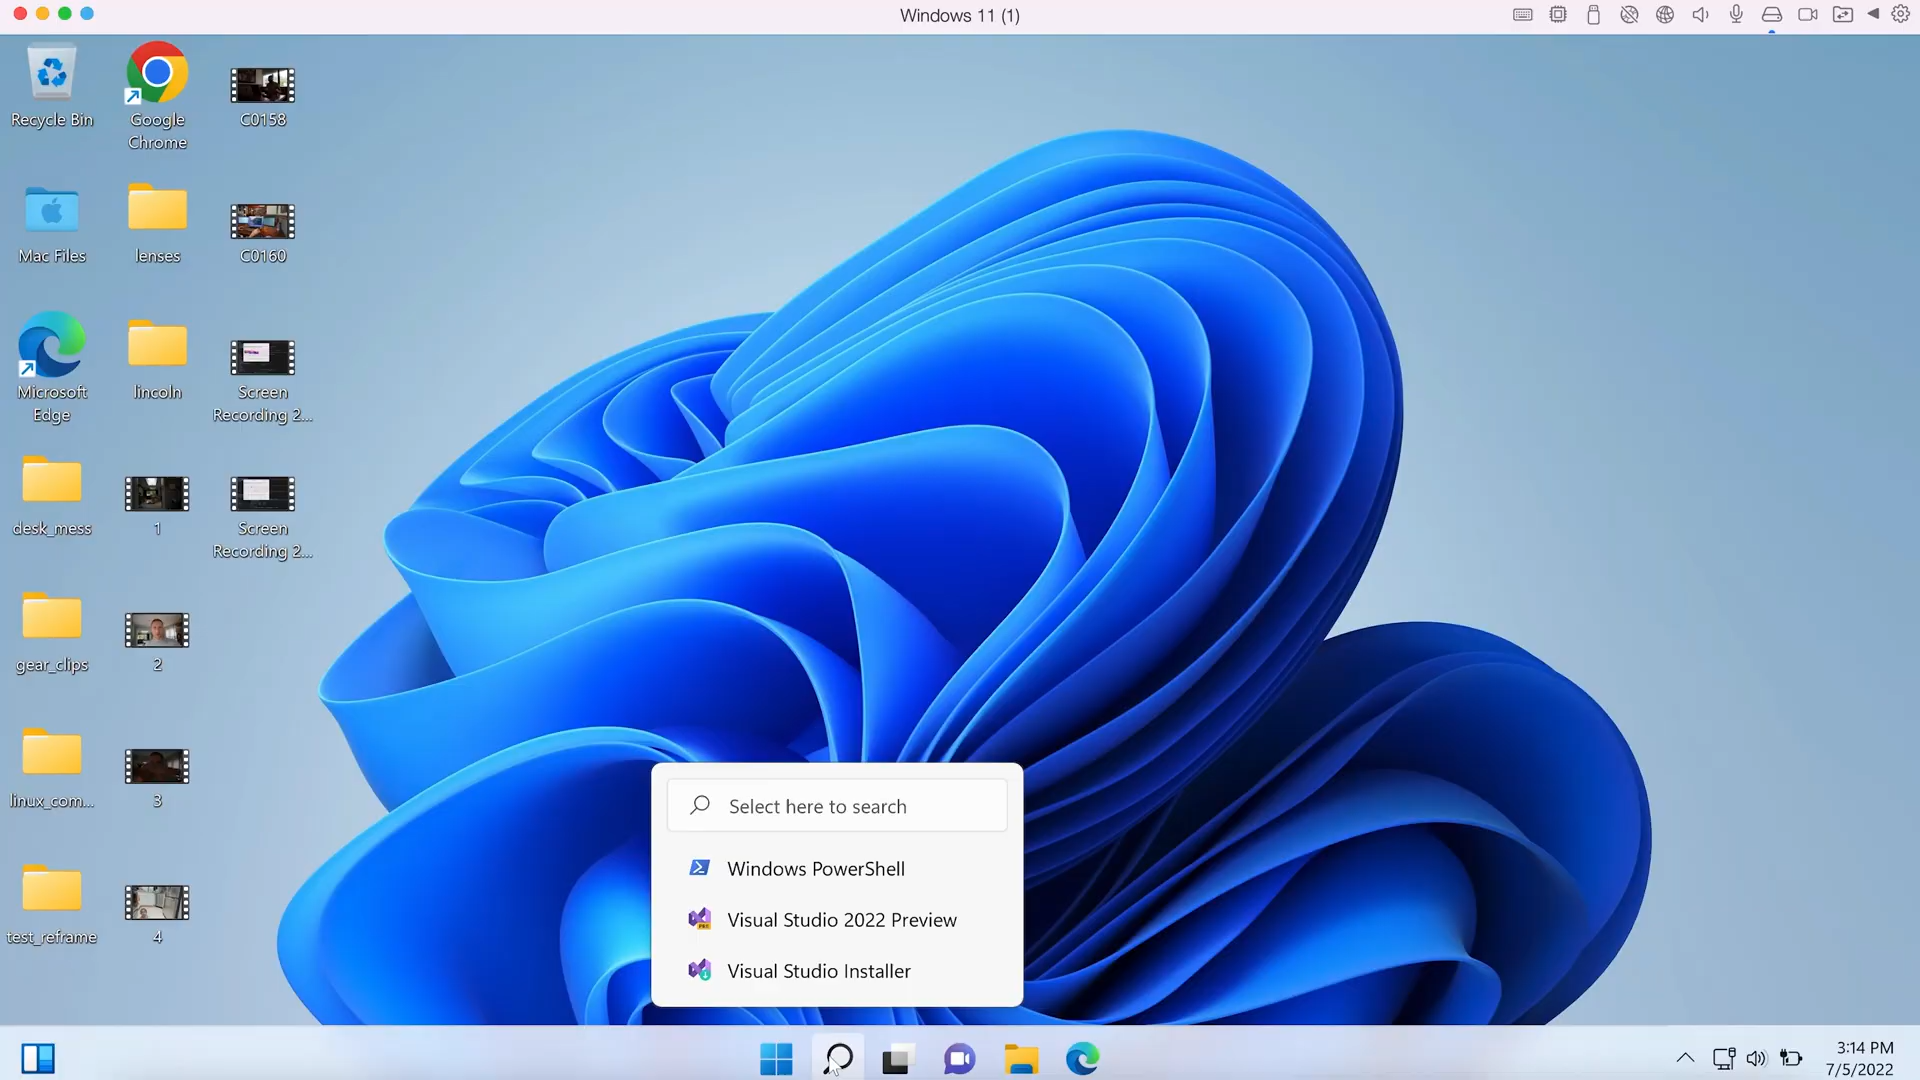 Windows 11 (1)
Recycle Bin
Google
Chrome
C0158
Mac Files
lenses
C0160
Microsoft
Edge
lincoln
Screen
Recording 2...
desk_mess
1
Screen
Recording 2...
gear_clips
2
linux_com...
3
test_reframe
4
Select here to search
Windows PowerShell
Visual Studio 2022 Preview
Visual Studio Installer
3:14 PM
7/5/2022